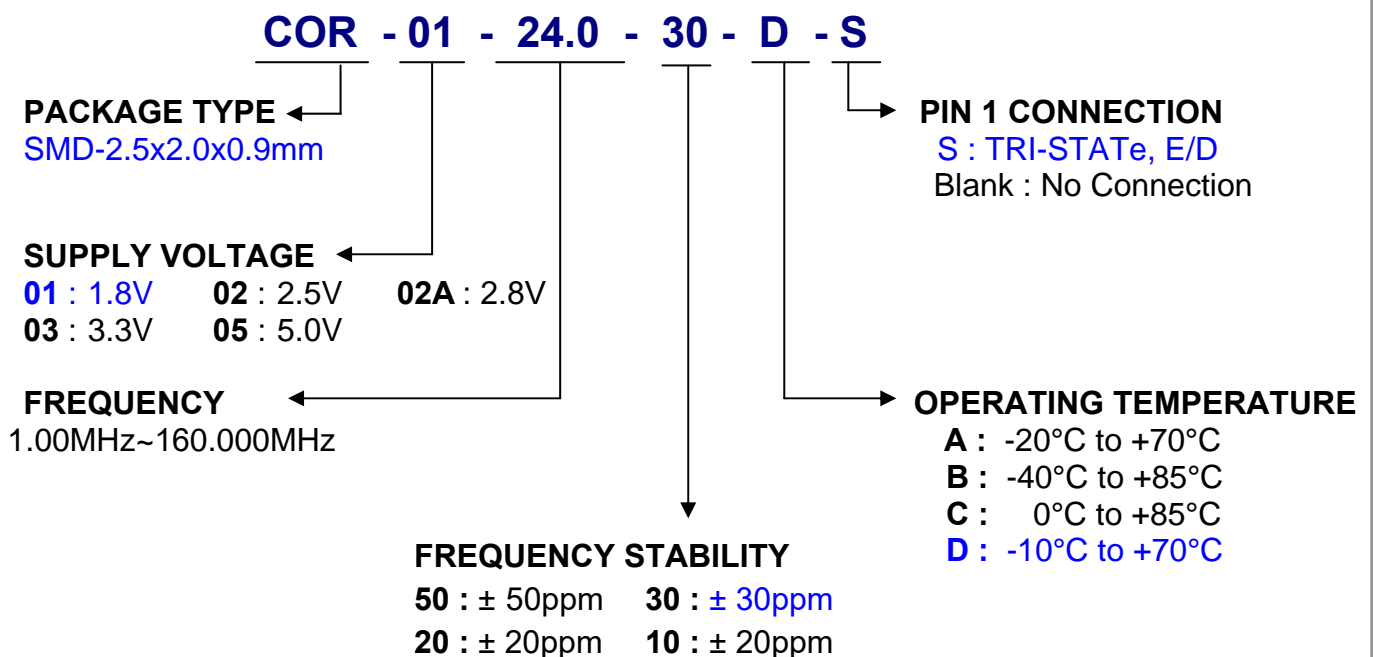 COR - 01 - 24.0 - 30 - D - S
PACKAGE TYPE
SMD-2.5x2.0x0.9mm
PIN 1 CONNECTION
S : TRI-STATe, E/D
Blank : No Connection
SUPPLY VOLTAGE
01 : 1.8V 02 : 2.5V 02A : 2.8V
03 : 3.3V 05 : 5.0V
FREQUENCY
1.00MHz~160.000MHz
OPERATING TEMPERATURE
A : -20°C to +70°C
B : -40°C to +85°C
C : 0°C to +85°C
D : -10°C to +70°C
FREQUENCY STABILITY
50 : ± 50ppm 30 : ± 30ppm
20 : ± 20ppm 10 : ± 20ppm